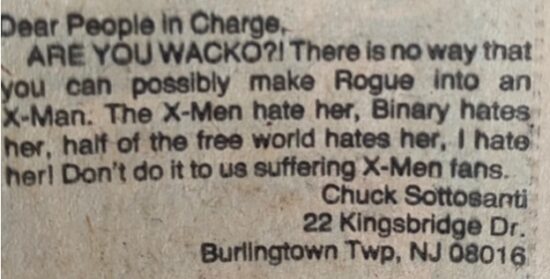 Dear People in Charge,
ARE YOU WACKO?! There is no way that
you can possibly make Rogue into an
X-Man. The X-Men hate her, Binary hates
her, half of the free world hates her, I hate
her! Don't do it to us suffering X-Men fans.
Chuck Sottosanti
22 Kingsbridge Dr.
Burlingtown Twp, NJ 08016